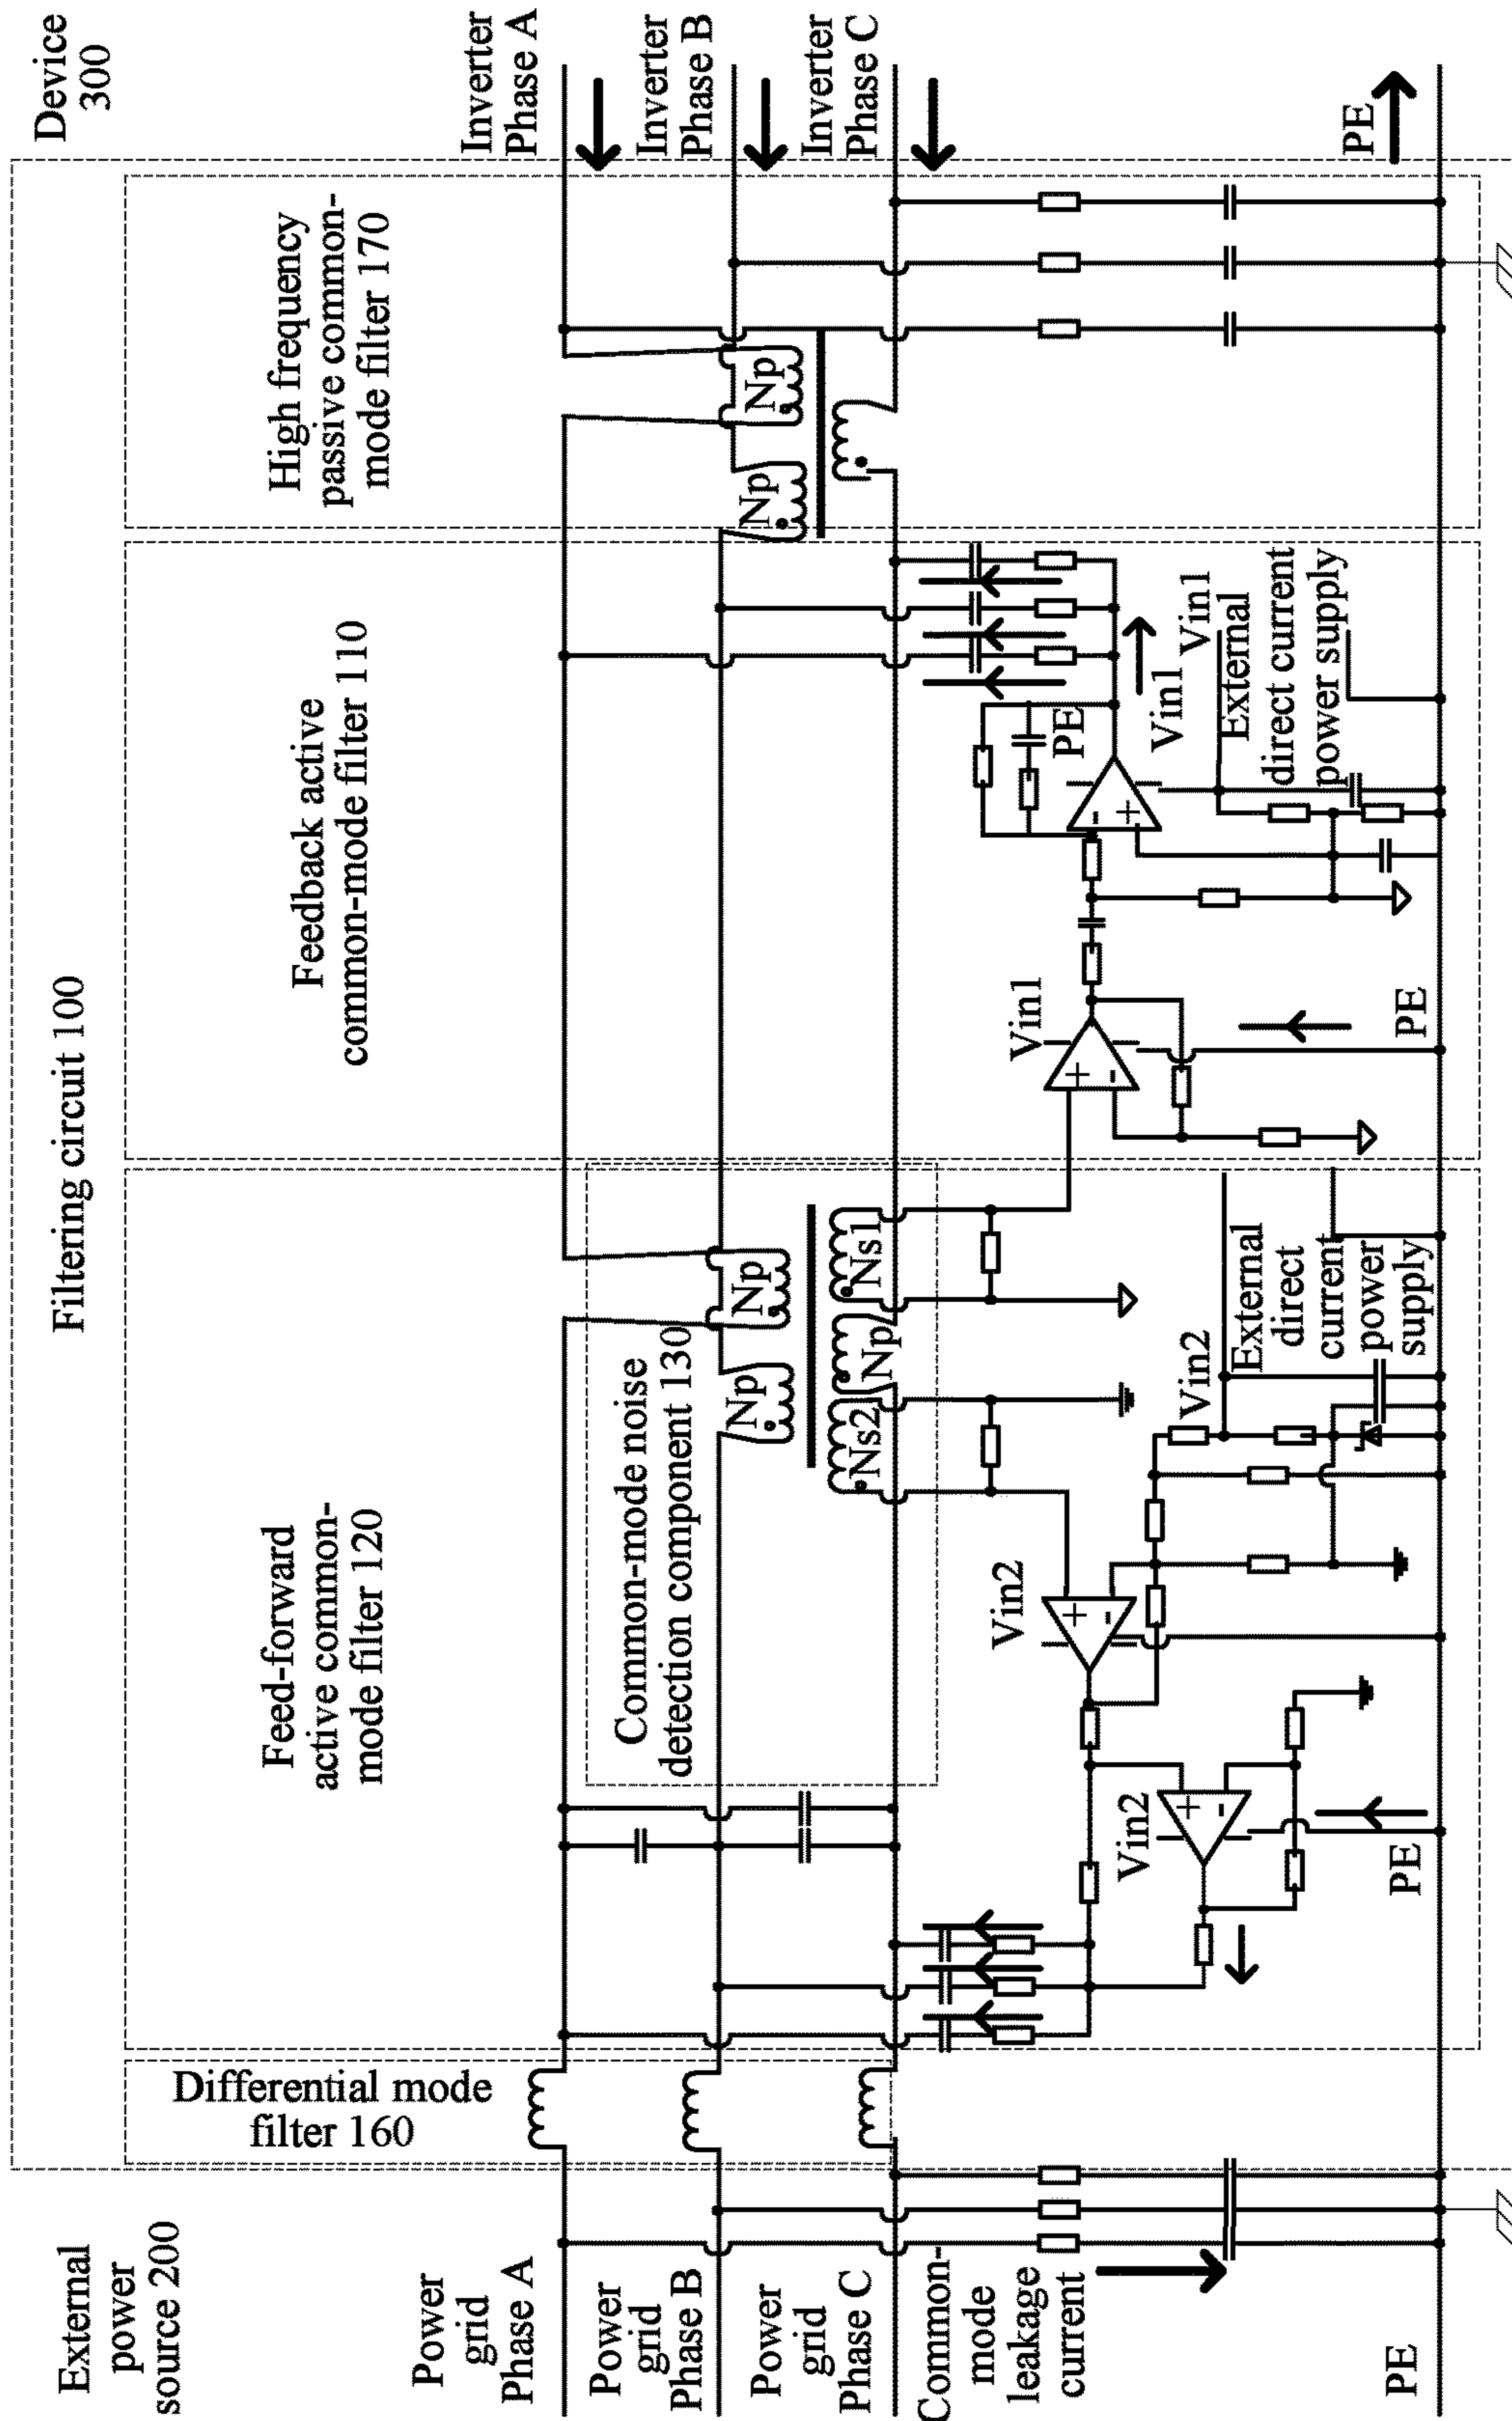 Filtering circuit 100
External
power
source 200
Device
300
Differential mode
filter 160
Feed-forward
active common-
mode filter 120
Feedback active
common-mode filter 110
High frequency
passive common-
mode filter 170
Common-mode noise
detection component 130
Power
grid
Phase A
Power
grid
Phase B
Power
grid
Phase C
Inverter
Phase A
Inverter
Phase B
Inverter
Phase C
Np
Np
Ns2
Np
Ns1
Np
Np
Common-
mode
leakage
current
+
-
Vin2
+
-
Vin2
PE
Vin2
External
direct
current
power
supply
+
-
Vin1
PE
-
+
PE
Vin1
Vin1
External
direct current
power supply
PE
PE